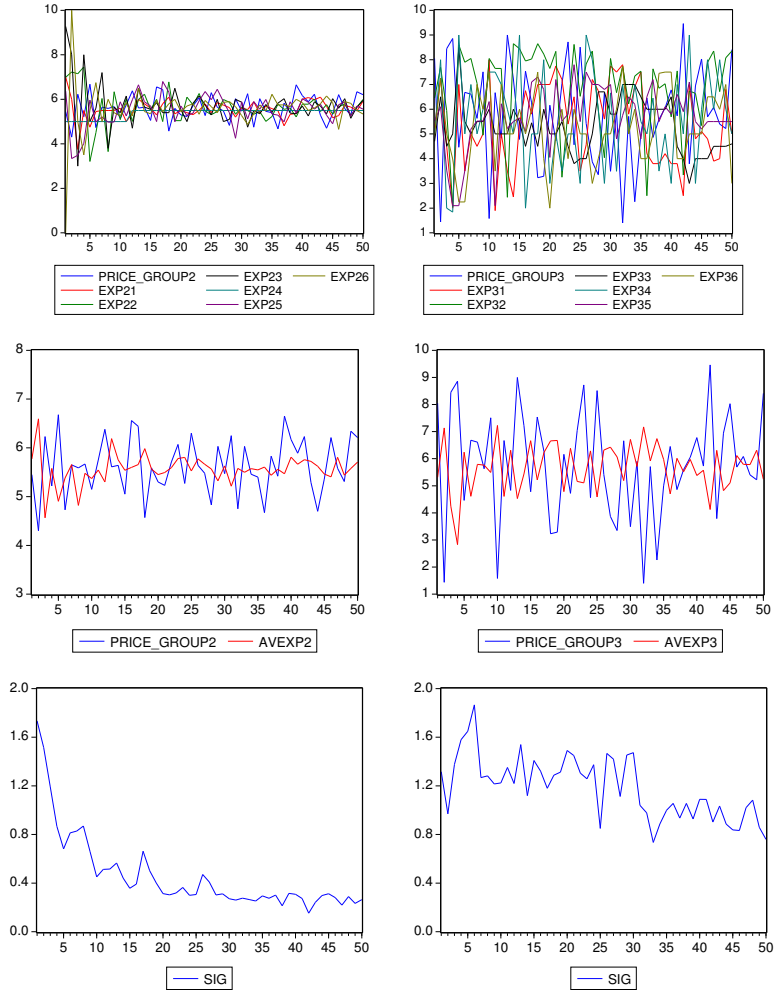 10
8
6
4
2
0
5 10 15 20 25 30 35 40 45 50
PRICE_GROUP2 EXP23 EXP26
EXP21 EXP24
EXP22 EXP25
10
9
8
7
6
5
4
3
2
1
5 10 15 20 25 30 35 40 45 50
PRICE_GROUP3 EXP33 EXP36
EXP31 EXP34
EXP32 EXP35
8
7
6
5
4
3
5 10 15 20 25 30 35 40 45 50
PRICE_GROUP2 AVEXP2
10
9
8
7
6
5
4
3
2
1
5 10 15 20 25 30 35 40 45 50
PRICE_GROUP3 AVEXP3
2.0
1.6
1.2
0.8
0.4
0.0
5 10 15 20 25 30 35 40 45 50
SIG
2.0
1.6
1.2
0.8
0.4
0.0
5 10 15 20 25 30 35 40 45 50
SIG